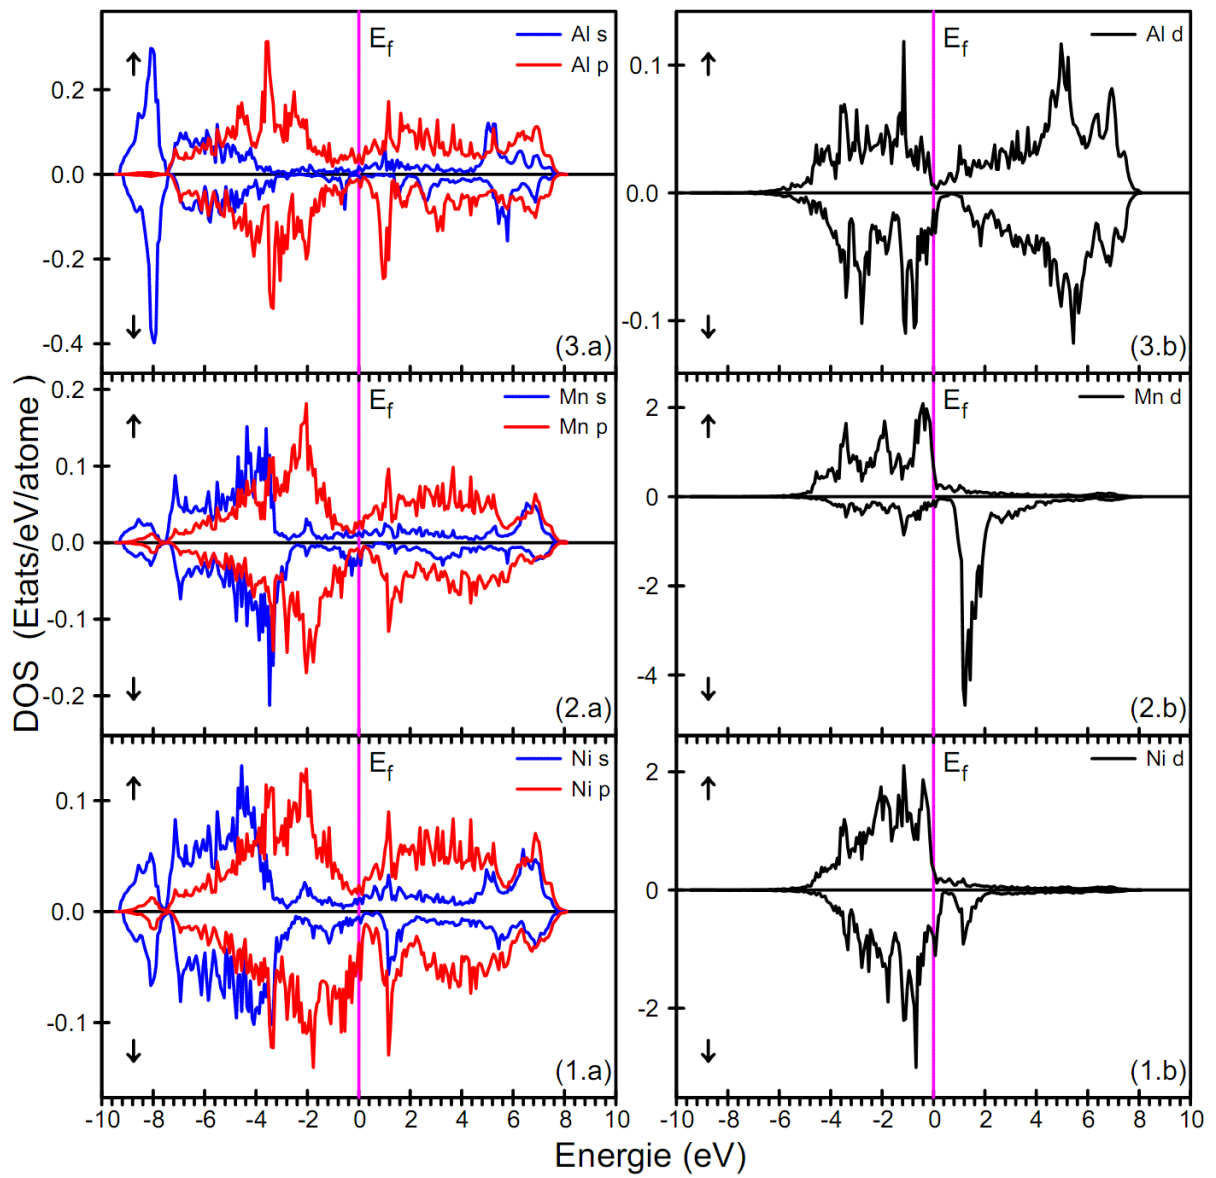 DOS (Etats/eV/atome)
0.2
0.0
-0.2
-0.4
↑
↓
E_f
Al s
Al p
(3.a)
0.1
0.0
-0.1
↑
↓
E_f
Al d
(3.b)
0.2
0.1
0.0
-0.1
-0.2
↑
↓
E_f
Mn s
Mn p
(2.a)
2
0
-2
-4
↑
↓
E_f
Mn d
(2.b)
0.1
0.0
-0.1
↑
↓
E_f
Ni s
Ni p
(1.a)
2
0
-2
↑
↓
E_f
Ni d
(1.b)
-10 -8 -6 -4 -2 0 2 4 6 8 10
-8 -6 -4 -2 0 2 4 6 8 10
Energie (eV)